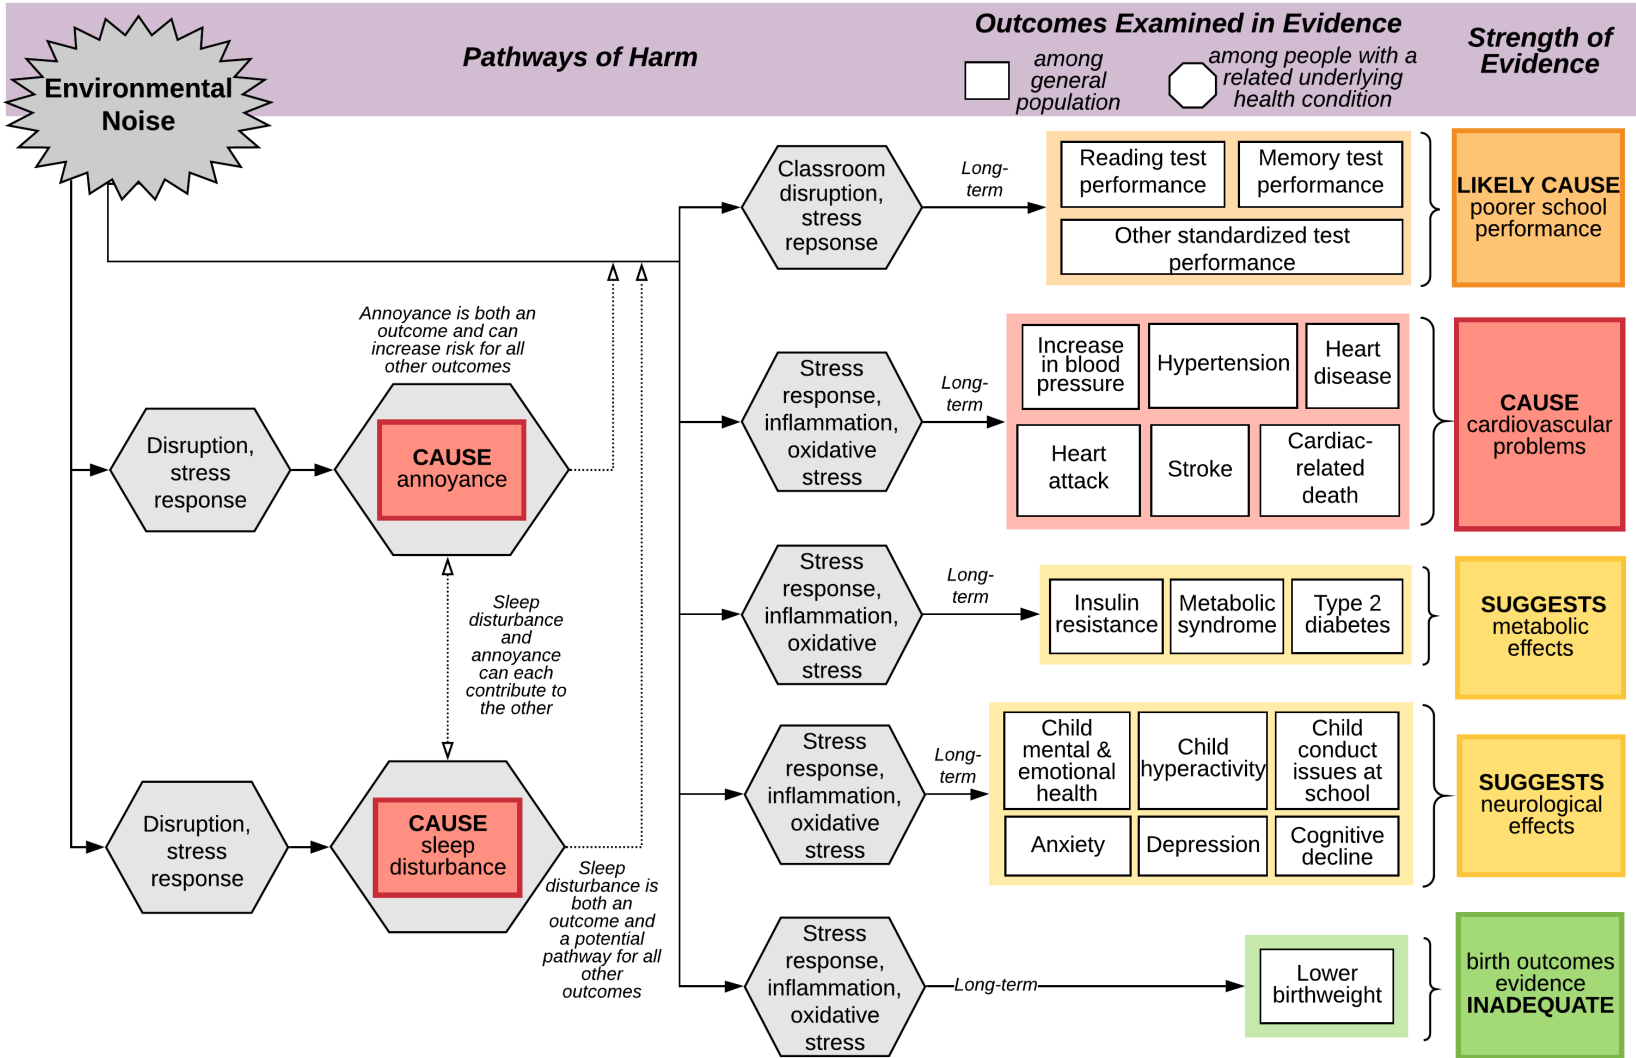 Environmental
Noise
Pathways of Harm
Outcomes Examined in Evidence
among
general
population
among people with a
related underlying
health condition
Strength of
Evidence
Classroom
disruption,
stress
repsonse
Long-
term
Reading test
performance
Memory test
performance
Other standardized test
performance
LIKELY CAUSE
poorer school
performance
Annoyance is both an
outcome and can
increase risk for all
other outcomes
Disruption,
stress
response
CAUSE
annoyance
Stress
response,
inflammation,
oxidative
stress
Long-
term
Increase
in blood
pressure
Hypertension
Heart
disease
Heart
attack
Stroke
Cardiac-
related
death
CAUSE
cardiovascular
problems
Sleep
disturbance
and
annoyance
can each
contribute to
the other
Stress
response,
inflammation,
oxidative
stress
Long-
term
Insulin
resistance
Metabolic
syndrome
Type 2
diabetes
SUGGESTS
metabolic
effects
Disruption,
stress
response
CAUSE
sleep
disturbance
Sleep
disturbance is
both an
outcome and
a potential
pathway for all
other
outcomes
Stress
response,
inflammation,
oxidative
stress
Long-
term
Child
mental &
emotional
health
Child
hyperactivity
Child
conduct
issues at
school
Anxiety
Depression
Cognitive
decline
SUGGESTS
neurological
effects
Stress
response,
inflammation,
oxidative
stress
Long-term
Lower
birthweight
birth outcomes
evidence
INADEQUATE